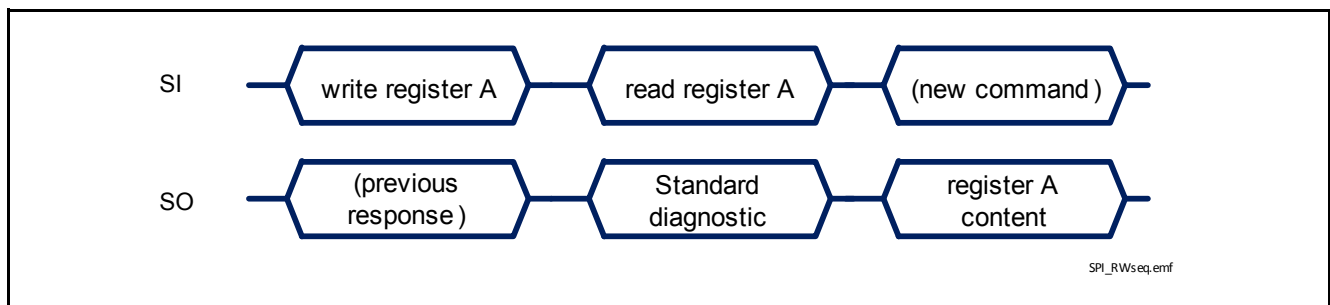 SI
write register A
read register A
(new command)
SO
(previous
response)
Standard
diagnostic
register A
content
SPI_RWseq.emf